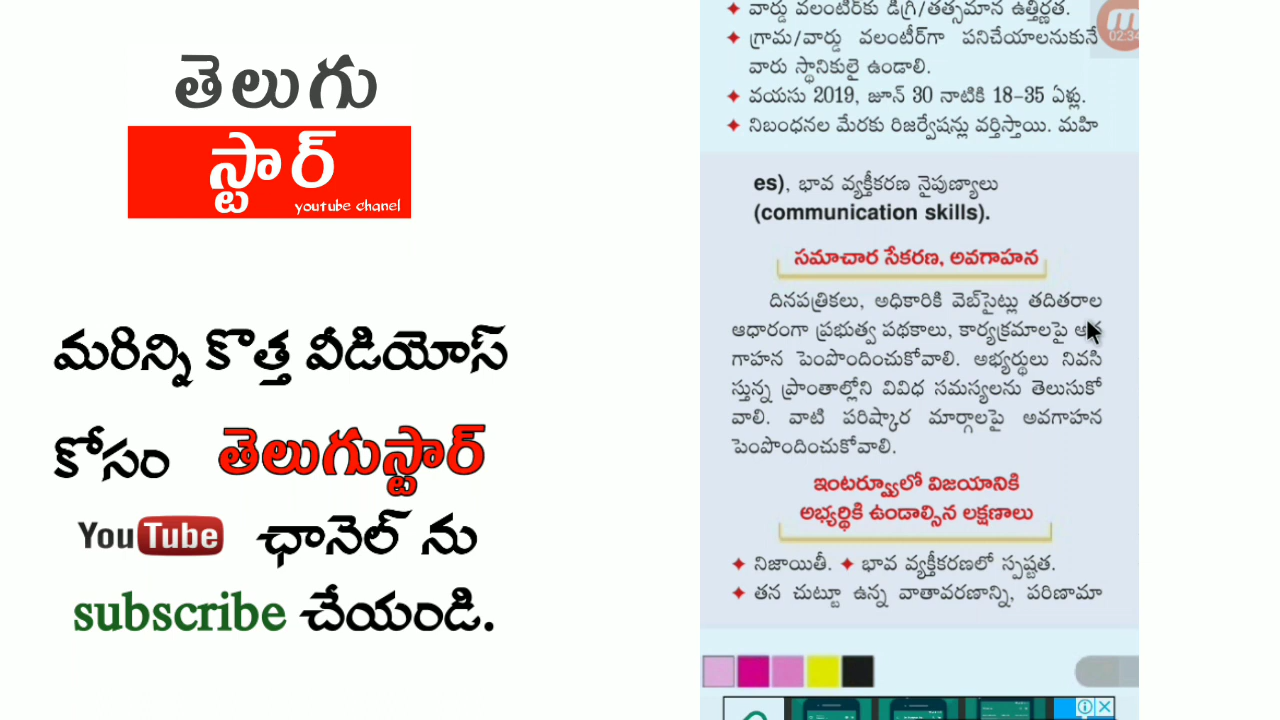 తెలుగు
స్టార్
youtube chanel
మరిన్ని కొత్త వీడియోస్
కోసం తెలుగుస్టార్
YouTube ఛానెల్ ను
subscribe చేయండి.
వార్డు వలంటీర్‌కు డిగ్రీ/తత్సమాన ఉత్తీర్ణత.
గ్రామ/వార్డు వలంటీర్‌గా పనిచేయాలనుకునే
వారు స్థానికులై ఉండాలి.
వయసు 2019, జూన్ 30 నాటికి 18-35 ఏళ్లు.
నిబంధనల మేరకు రిజర్వేషన్లు వర్తిస్తాయి. మహి
02:34
es), భావ వ్యక్తీకరణ నైపుణ్యాలు
(communication skills).
సమాచార సేకరణ, అవగాహన
దినపత్రికలు, అధికారికి వెబ్‌సైట్లు తదితరాల
ఆధారంగా ప్రభుత్వ పథకాలు, కార్యక్రమాలపై
గాహన పెంపొందించుకోవాలి. అభ్యర్థులు నివసి
స్తున్న ప్రాంతాల్లోని వివిధ సమస్యలను తెలుసుకో
వాలి. వాటి పరిష్కార మార్గాలపై అవగాహన
పెంపొందించుకోవాలి.
ఇంటర్వ్యూలో విజయానికి
అభ్యర్థికి ఉండాల్సిన లక్షణాలు
నిజాయితీ. భావ వ్యక్తీకరణలో స్పష్టత.
తన చుట్టూ ఉన్న వాతావరణాన్ని, పరిణామా